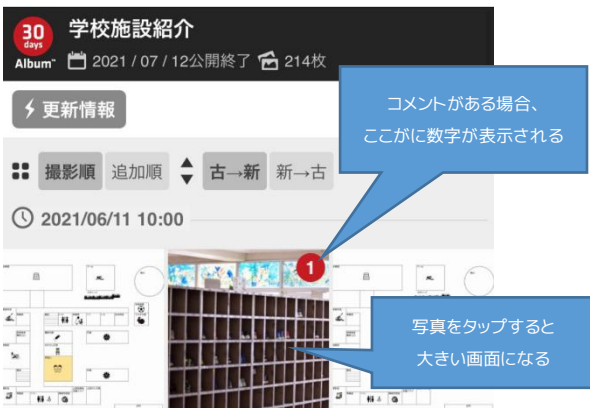 30
days
Album
学校施設紹介
2021 / 07 / 12公開終了 214枚
更新情報
コメントがある場合、
ここがに数字が表示される
撮影順 追加順 古→新 新→古
2021/06/11 10:00
1
写真をタップすると
大きい画面になる